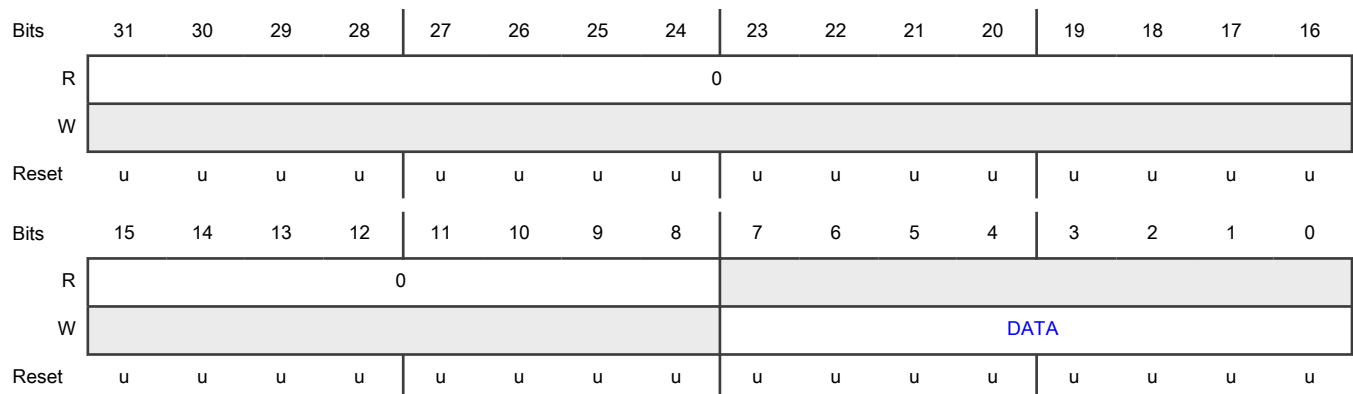 Bits 31 30 29 28 27 26 25 24 23 22 21 20 19 18 17 16
R 0
W
Reset u u u u u u u u u u u u u u u u
Bits 15 14 13 12 11 10 9 8 7 6 5 4 3 2 1 0
R 0
W DATA
Reset u u u u u u u u u u u u u u u u